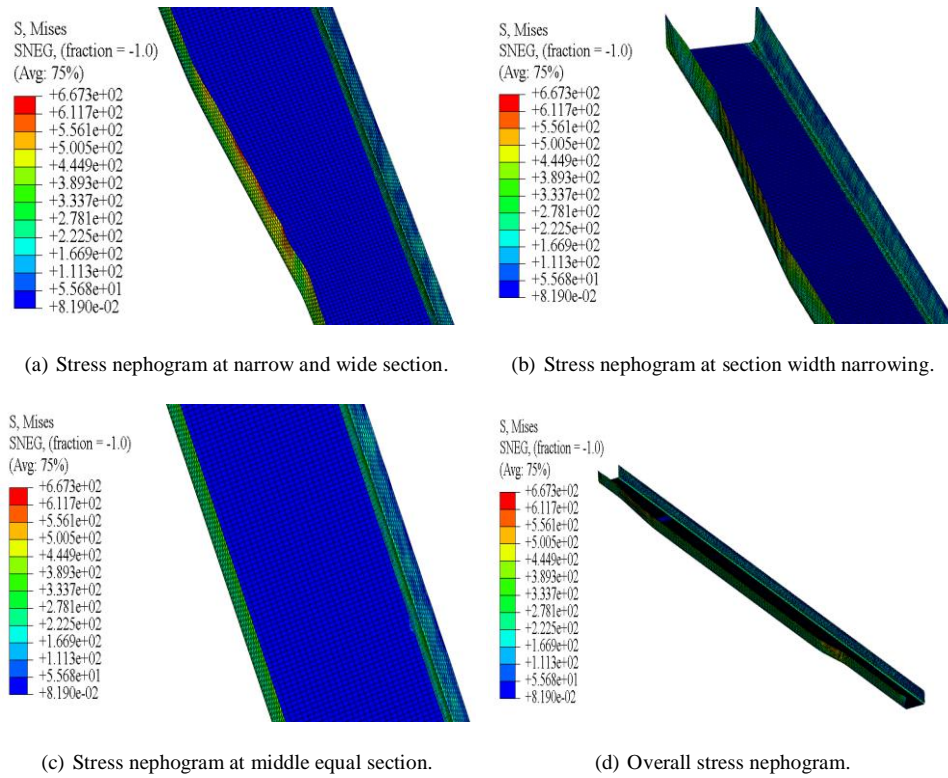 S, Mises
SNEG, (fraction = -1.0)
(Avg: 75%)
+6.673e+02
+6.117e+02
+5.561e+02
+5.005e+02
+4.449e+02
+3.893e+02
+3.337e+02
+2.781e+02
+2.225e+02
+1.669e+02
+1.113e+02
+5.568e+01
+8.190e-02
(a) Stress nephogram at narrow and wide section.
S, Mises
SNEG, (fraction = -1.0)
(Avg: 75%)
+6.673e+02
+6.117e+02
+5.561e+02
+5.005e+02
+4.449e+02
+3.893e+02
+3.337e+02
+2.781e+02
+2.225e+02
+1.669e+02
+1.113e+02
+5.568e+01
+8.190e-02
(b) Stress nephogram at section width narrowing.
S, Mises
SNEG, (fraction = -1.0)
(Avg: 75%)
+6.673e+02
+6.117e+02
+5.561e+02
+5.005e+02
+4.449e+02
+3.893e+02
+3.337e+02
+2.781e+02
+2.225e+02
+1.669e+02
+1.113e+02
+5.568e+01
+8.190e-02
(c) Stress nephogram at middle equal section.
S, Mises
SNEG, (fraction = -1.0)
(Avg: 75%)
+6.673e+02
+6.117e+02
+5.561e+02
+5.005e+02
+4.449e+02
+3.893e+02
+3.337e+02
+2.781e+02
+2.225e+02
+1.669e+02
+1.113e+02
+5.568e+01
+8.190e-02
(d) Overall stress nephogram.